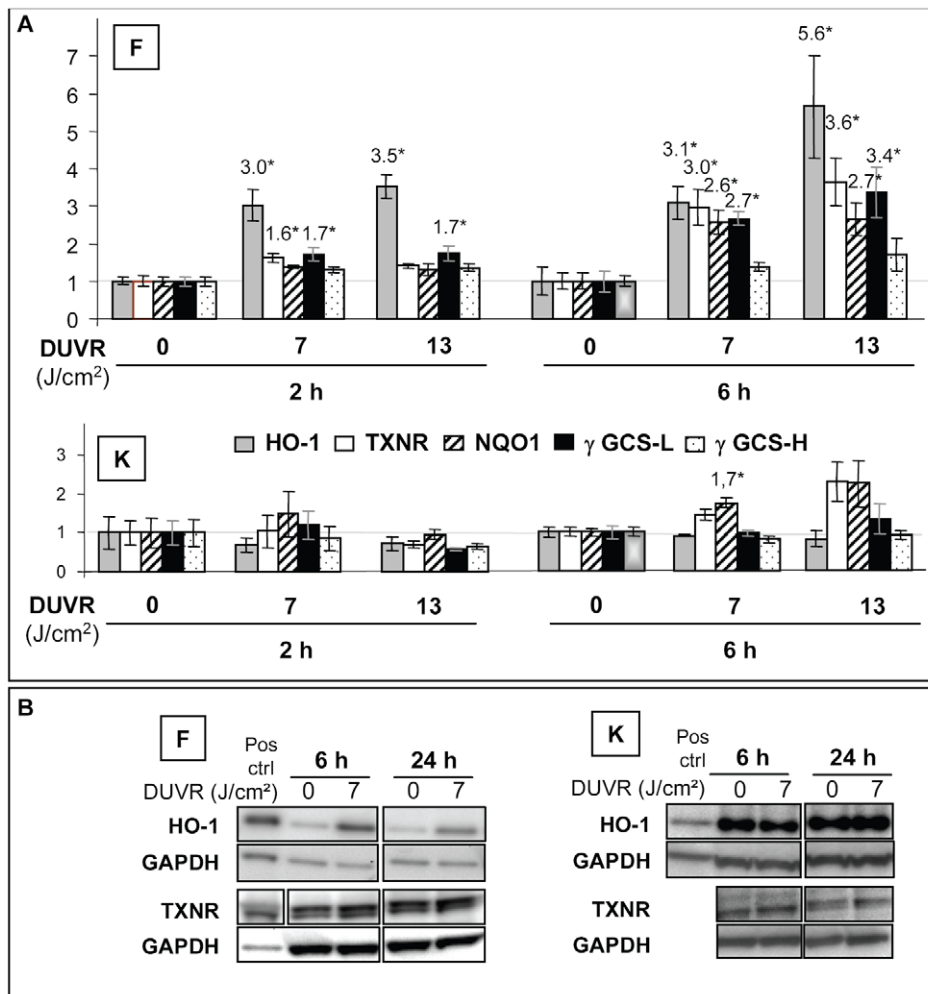 A
F
7
6
5
4
3
2
1
0
3.0*
1.6*
1.7*
3.5*
1.7*
3.1*
3.0*
2.6*
2.7*
5.6*
3.6*
2.7*
3.4*
DUVR 0 7 13 0 7 13
(J/cm²)
2 h 6 h
K
HO-1 TXNR NQO1 γ GCS-L γ GCS-H
3
2
1
0
1,7*
DUVR 0 7 13 0 7 13
(J/cm²)
2 h 6 h
B
F
Pos
ctrl 6 h 24 h
DUVR (J/cm²) 0 7 0 7
HO-1
GAPDH
TXNR
GAPDH
K
Pos
ctrl 6 h 24 h
DUVR (J/cm²) 0 7 0 7
HO-1
GAPDH
TXNR
GAPDH